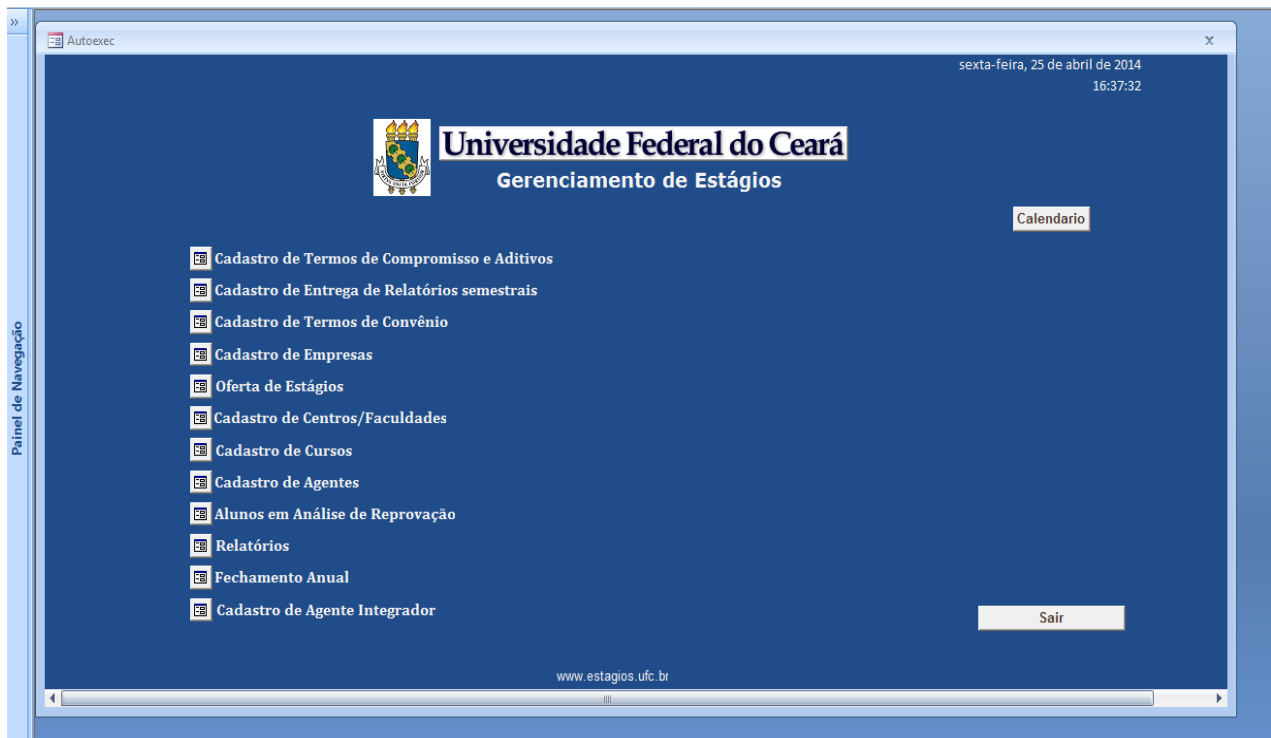 »
Autoexec
x
sexta-feira, 25 de abril de 2014
16:37:32
Universidade Federal do Ceará
Gerenciamento de Estágios
Calendario
Cadastro de Termos de Compromisso e Aditivos
Cadastro de Entrega de Relatórios semestrais
Cadastro de Termos de Convênio
Cadastro de Empresas
Oferta de Estágios
Cadastro de Centros/Faculdades
Cadastro de Cursos
Cadastro de Agentes
Alunos em Análise de Reprovação
Relatórios
Fechamento Anual
Cadastro de Agente Integrador
Sair
www.estagios.ufc.br
Painel de Navegação